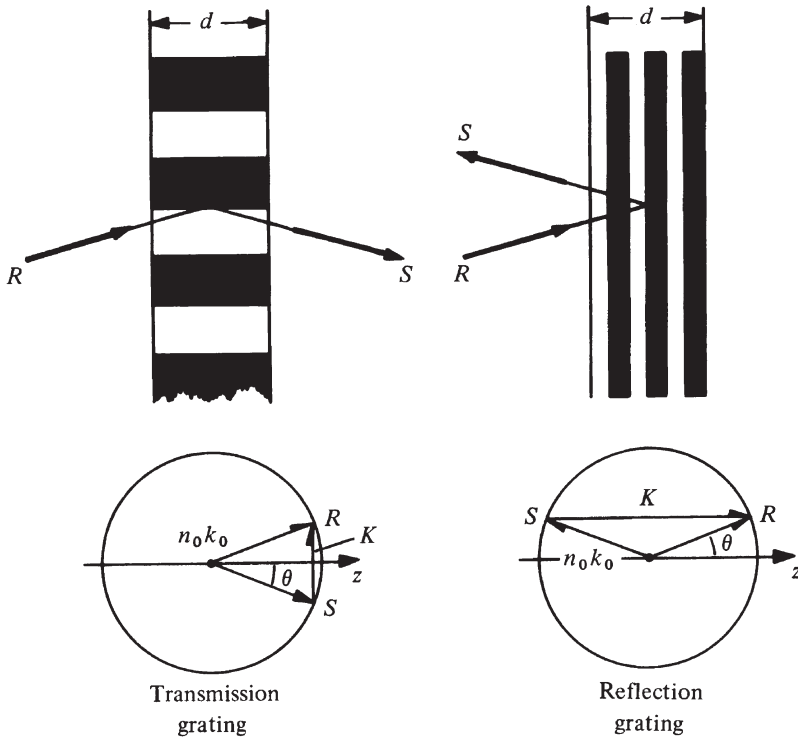 d
R
S
d
S
R
n₀k₀
R
K
θ
z
S
Transmission
grating
K
S
R
θ
n₀k₀
z
Reflection
grating